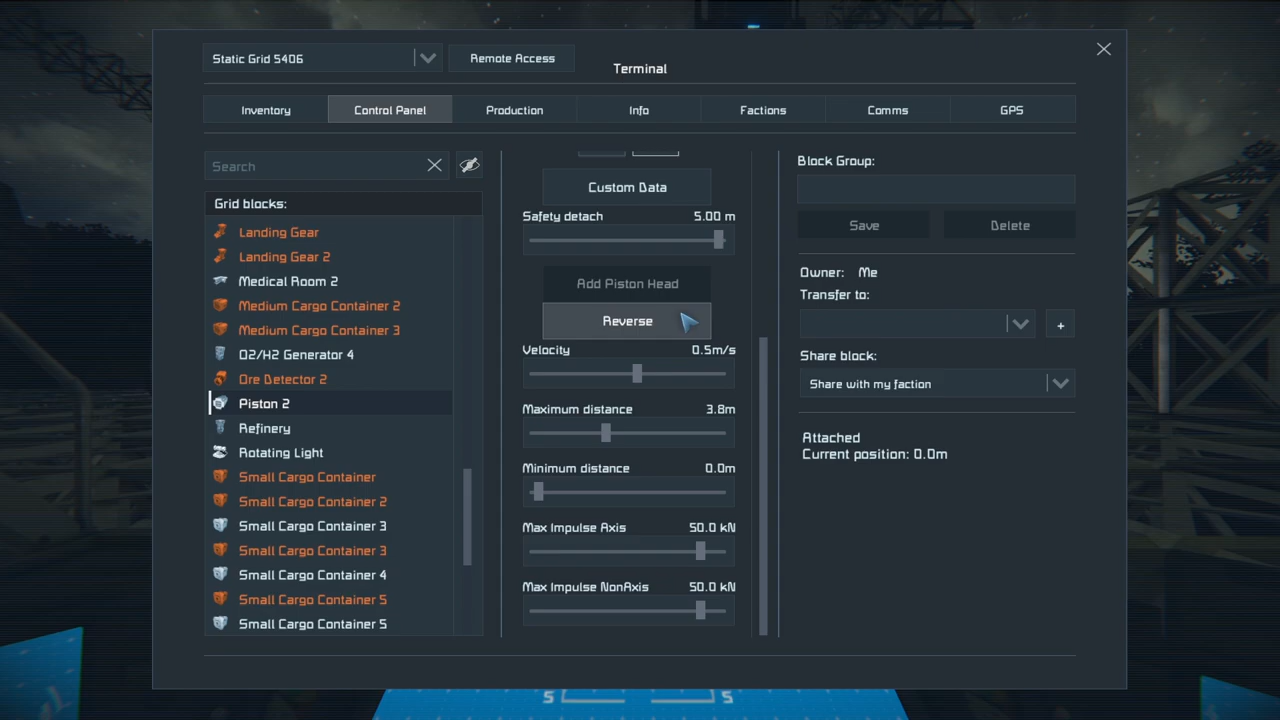 Static Grid 5406
Remote Access
Terminal
Inventory
Control Panel
Production
Info
Factions
Comms
GPS
Search
Grid blocks:
Landing Gear
Landing Gear 2
Medical Room 2
Medium Cargo Container 2
Medium Cargo Container 3
O2/H2 Generator 4
Ore Detector 2
Piston 2
Refinery
Rotating Light
Small Cargo Container
Small Cargo Container 2
Small Cargo Container 3
Small Cargo Container 3
Small Cargo Container 4
Small Cargo Container 5
Small Cargo Container 5
Custom Data
Safety detach 5.00 m
Add Piston Head
Reverse
Velocity 0.5m/s
Maximum distance 3.8m
Minimum distance 0.0m
Max Impulse Axis 50.0 kN
Max Impulse NonAxis 50.0 kN
Block Group:
Save
Delete
Owner: Me
Transfer to:
+
Share block:
Share with my faction
Attached
Current position: 0.0m
5 5